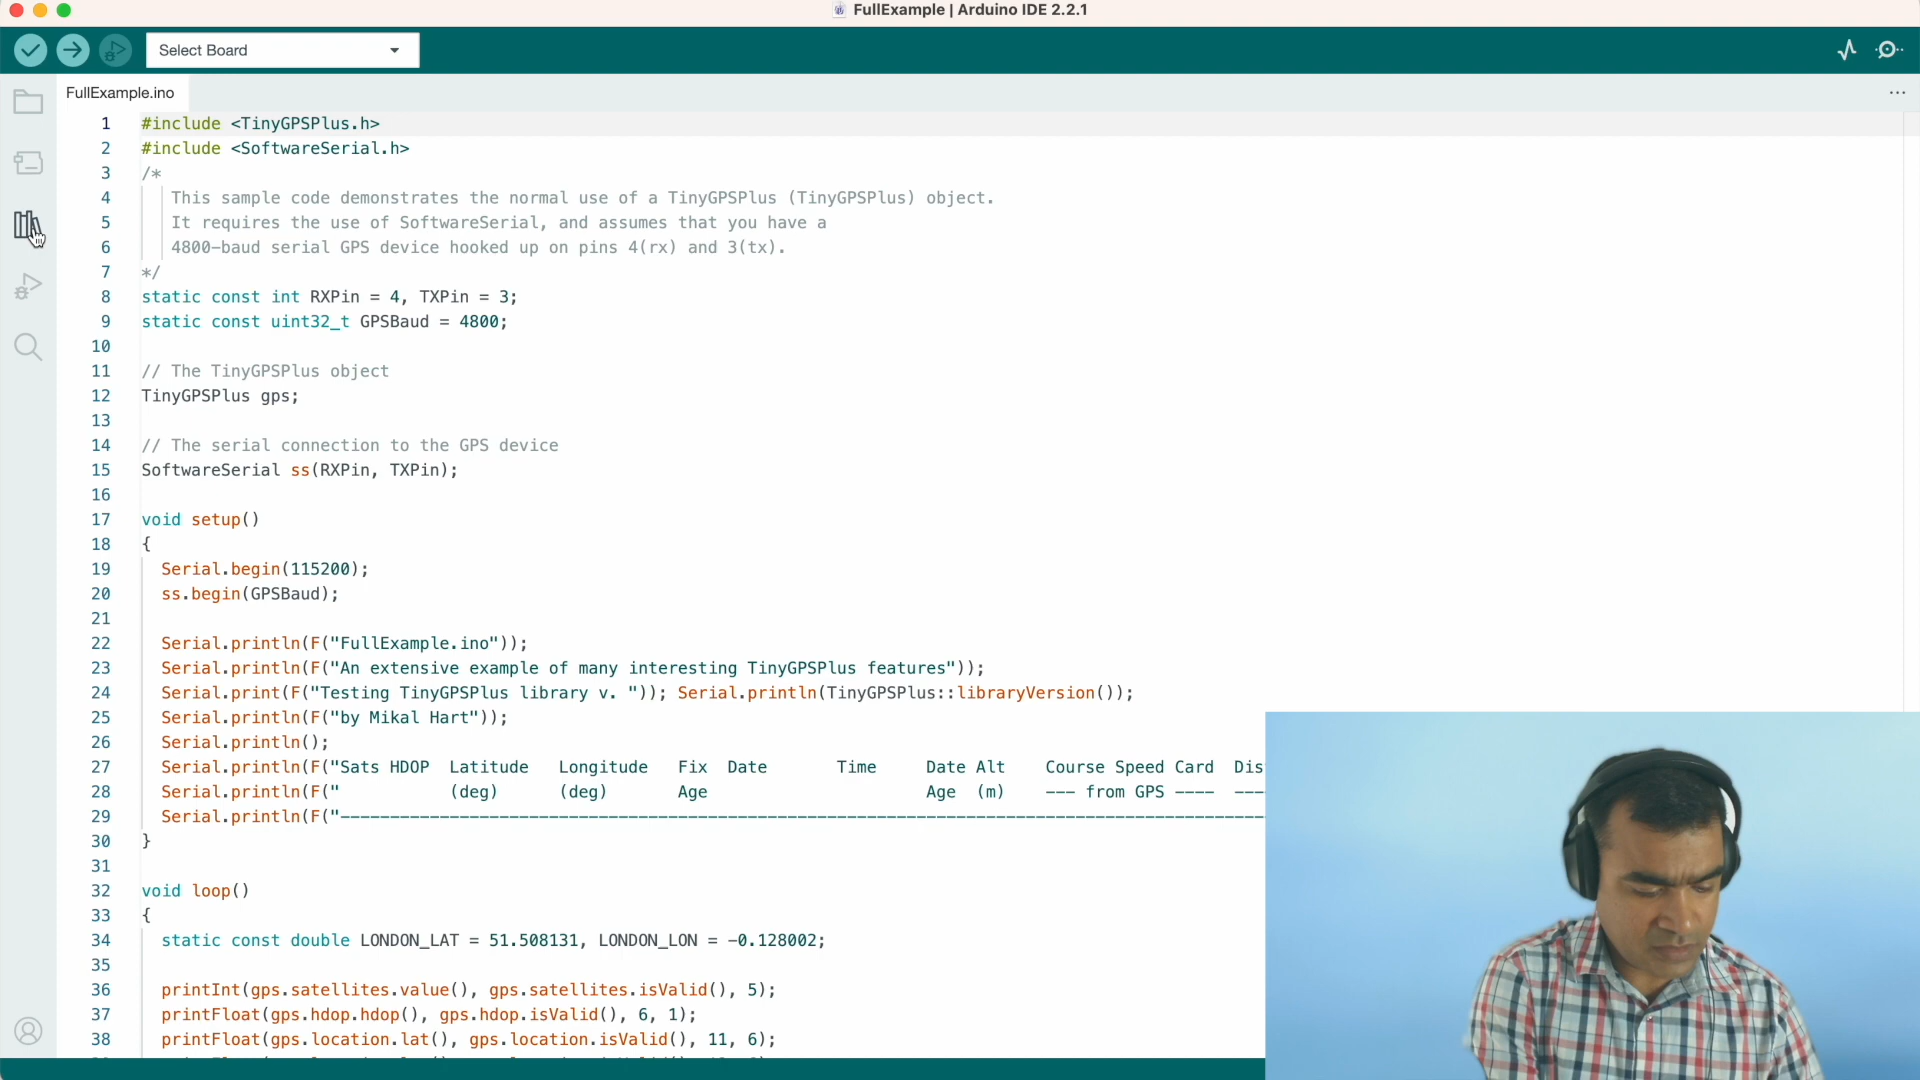 FullExample | Arduino IDE 2.2.1
Select Board
FullExample.ino
1 #include <TinyGPSPlus.h>
2 #include <SoftwareSerial.h>
3 /*
4 This sample code demonstrates the normal use of a TinyGPSPlus (TinyGPSPlus) object.
5 It requires the use of SoftwareSerial, and assumes that you have a
6 4800-baud serial GPS device hooked up on pins 4(rx) and 3(tx).
7 */
8 static const int RXPin = 4, TXPin = 3;
9 static const uint32_t GPSBaud = 4800;
10
11 // The TinyGPSPlus object
12 TinyGPSPlus gps;
13
14 // The serial connection to the GPS device
15 SoftwareSerial ss(RXPin, TXPin);
16
17 void setup()
18 {
19 Serial.begin(115200);
20 ss.begin(GPSBaud);
21
22 Serial.println(F("FullExample.ino"));
23 Serial.println(F("An extensive example of many interesting TinyGPSPlus features"));
24 Serial.print(F("Testing TinyGPSPlus library v. ")); Serial.println(TinyGPSPlus::libraryVersion());
25 Serial.println(F("by Mikal Hart"));
26 Serial.println();
27 Serial.println(F("Sats HDOP  Latitude   Longitude   Fix  Date       Time     Date Alt    Course Speed Card  Dis
28 Serial.println(F("           (deg)      (deg)       Age                      Age  (m)    --- from GPS ----  ----
29 Serial.println(F("---------------------------------------------------------------------------------------------
30 }
31
32 void loop()
33 {
34 static const double LONDON_LAT = 51.508131, LONDON_LON = -0.128002;
35
36 printInt(gps.satellites.value(), gps.satellites.isValid(), 5);
37 printFloat(gps.hdop.hdop(), gps.hdop.isValid(), 6, 1);
38 printFloat(gps.location.lat(), gps.location.isValid(), 11, 6);